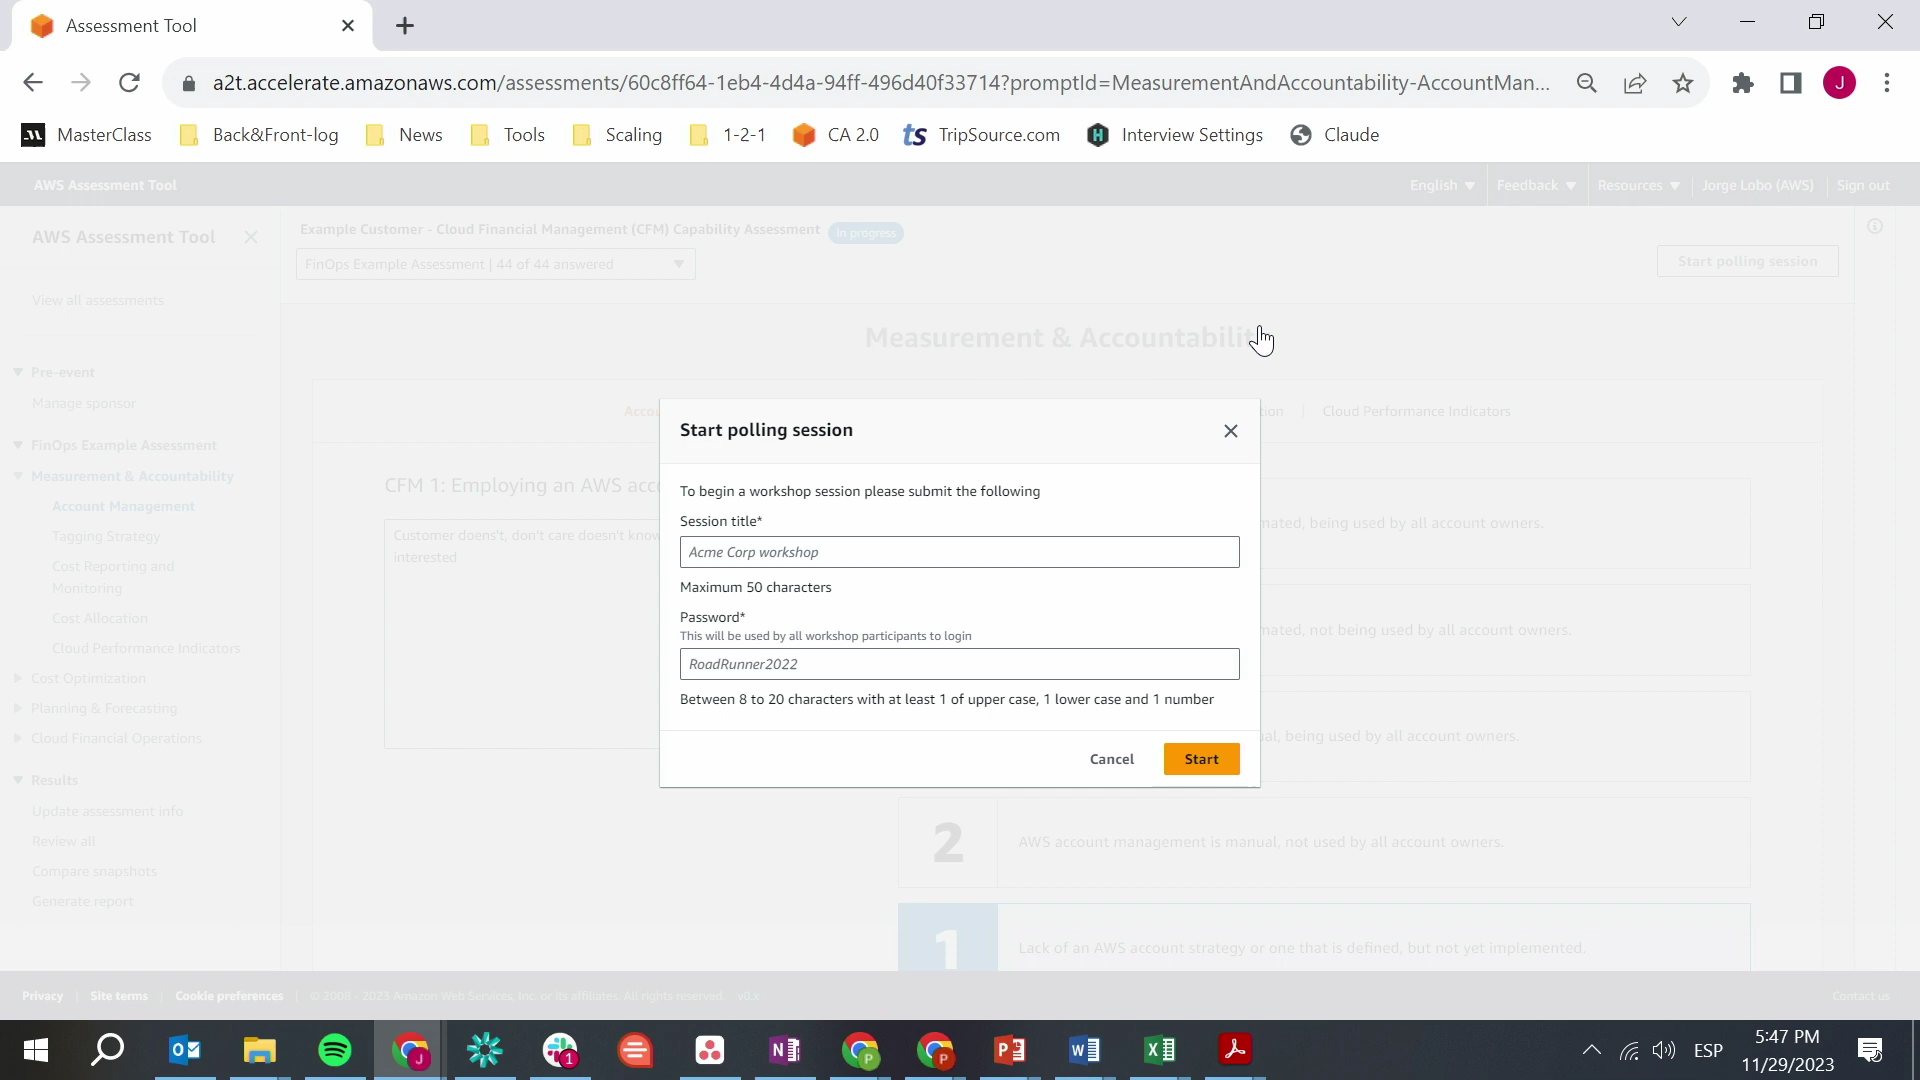 Assessment Tool
a2t.accelerate.amazonaws.com/assessments/60c8ff64-1eb4-4d4a-94ff-496d40f33714?promptId=MeasurementAndAccountability-AccountMan...
J
MasterClass
Back&Front-log
News
Tools
Scaling
1-2-1
CA 2.0
ts TripSource.com
H Interview Settings
Claude
AWS Assessment Tool
English
Feedback
Resources
Jorge Lobo (AWS)
Sign out
AWS Assessment Tool
Example Customer - Cloud Financial Management (CFM) Capability Assessment
In progress
FinOps Example Assessment | 44 of 44 answered
Start polling session
View all assessments
Pre-event
Manage sponsor
FinOps Example Assessment
Measurement & Accountability
Account Management
Tagging Strategy
Cost Reporting and
Monitoring
Cost Allocation
Cloud Performance Indicators
Cost Optimization
Planning & Forecasting
Cloud Financial Operations
Results
Update assessment info
Review all
Compare snapshots
Generate report
Measurement & Accountabilit
Accou
tion
Cloud Performance Indicators
CFM 1: Employing an AWS acco
Customer doens't, don't care doesn't know
interested
mated, being used by all account owners.
mated, not being used by all account owners.
al, being used by all account owners.
2
AWS account management is manual, not used by all account owners.
1
Lack of an AWS account strategy or one that is defined, but not yet implemented.
Start polling session
To begin a workshop session please submit the following
Session title*
Acme Corp workshop
Maximum 50 characters
Password*
This will be used by all workshop participants to login
RoadRunner2022
Between 8 to 20 characters with at least 1 of upper case, 1 lower case and 1 number
Cancel
Start
Privacy
Site terms
Cookie preferences
© 2008 - 2023 Amazon Web Services, Inc. or its affiliates. All rights reserved.
v0.x
Contact us
ESP
5:47 PM
11/29/2023